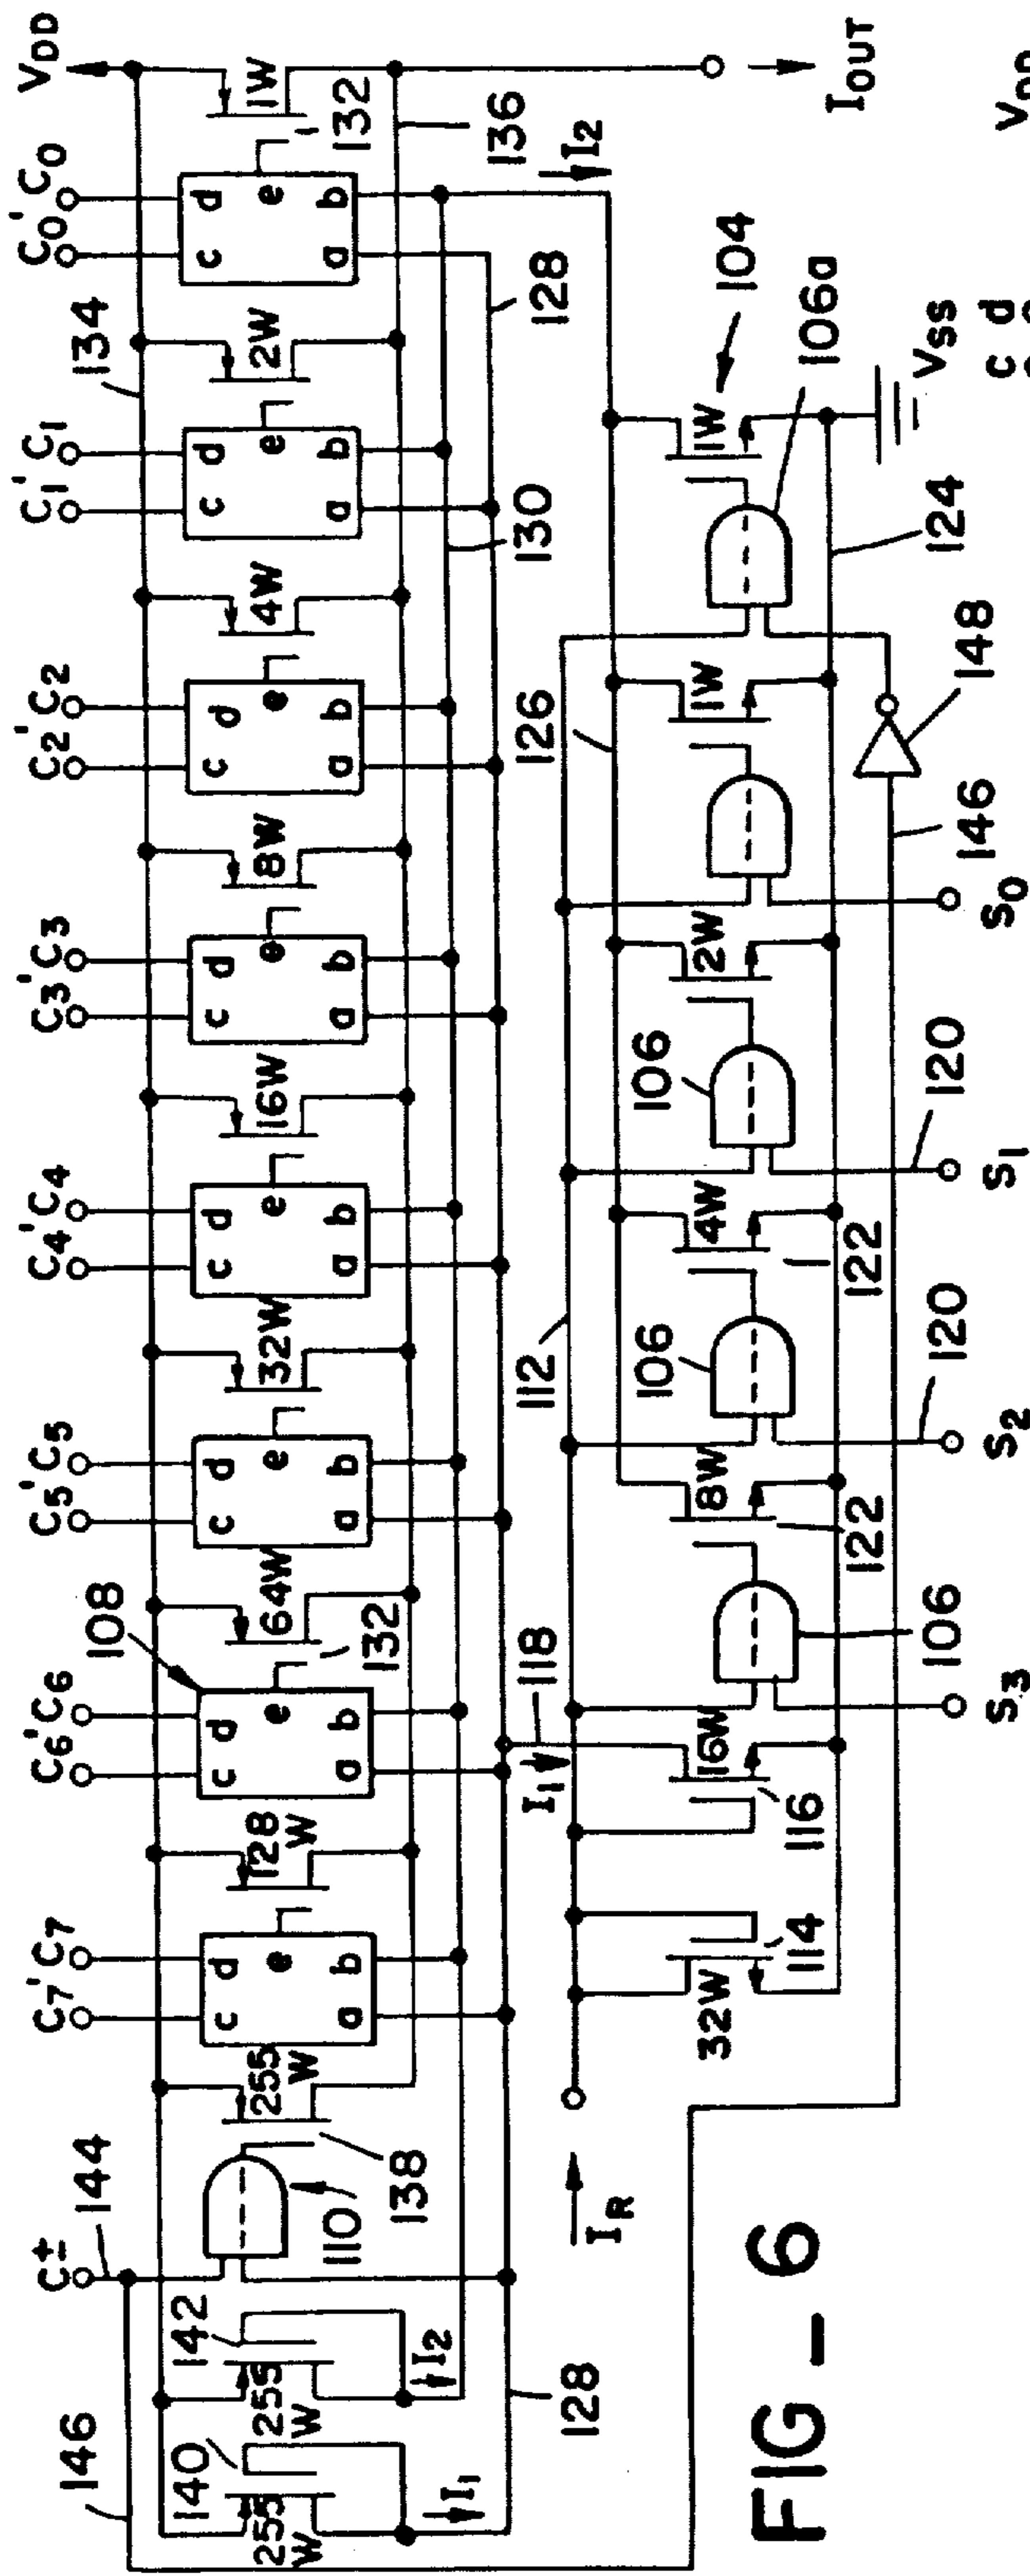 146
C±
144
C7' C7
C6' C6
108
C5' C5
C4' C4
C3' C3
C2' C2
C1' C1
134
C0' C0
VDD
140
255 W
142
255 W
110
138
255 W
c d e a b
128 W
c d e a b
64W
132
c d e a b
32W
c d e a b
16W
c d e a b
8W
c d e a b
4W
c d e a b
2W
c d e a b
1W
132
I1
I2
128
118
I1
130
128
136
I2
IOUT
112
126
104
IR
32W
114
16W
116
106
8W
122
106
4W
122
106
2W
1W
1W
106a
VSS
124
148
146
S3
S2
120
S1
120
S0
FIG - 6
VDD
c d